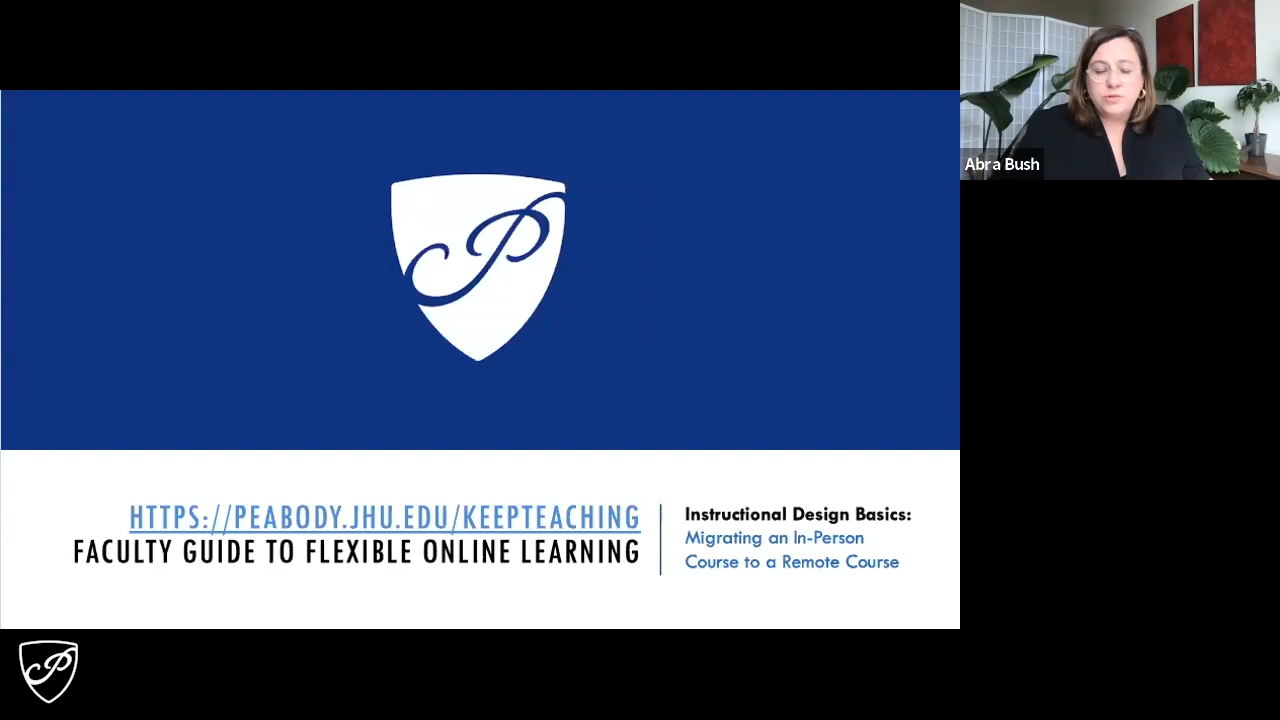 Abra Bush
HTTPS://PEABODY.JHU.EDU/KEEPTEACHING
FACULTY GUIDE TO FLEXIBLE ONLINE LEARNING
Instructional Design Basics:
Migrating an In-Person
Course to a Remote Course